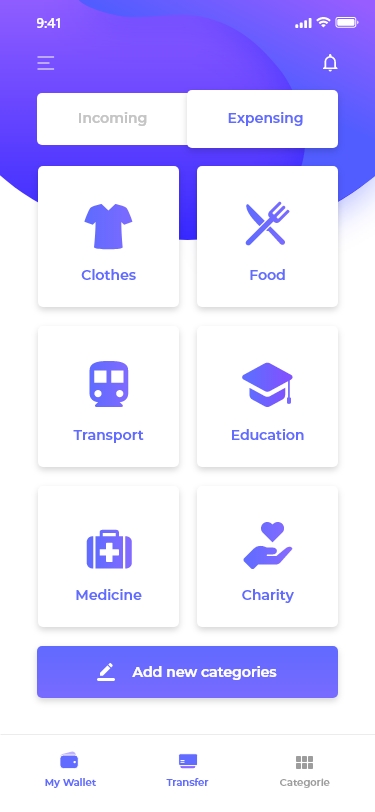 9:41
Incoming Expensing
Clothes Food
Transport Education
Medicine Charity
Add new categories
My Wallet Transfer Categorie